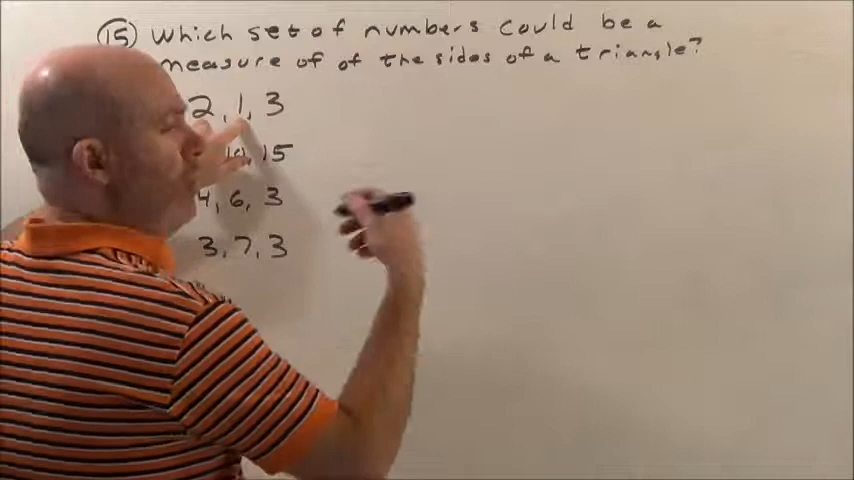 15 Which set of numbers could be a
measure of of the sides of a triangle?
2, 1, 3
10, 15
4, 6, 3
3, 7, 3